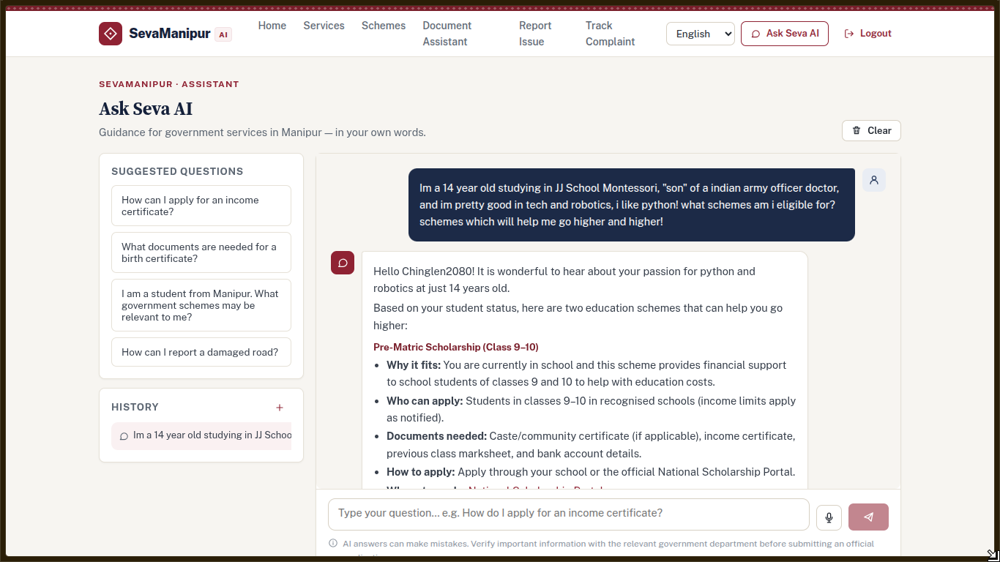 SevaManipur AI
Home
Services
Schemes
Document
Assistant
Report
Issue
Track
Complaint
English
Ask Seva AI
Logout
SEVAMANIPUR · ASSISTANT
Ask Seva AI
Guidance for government services in Manipur — in your own words.
Clear
SUGGESTED QUESTIONS
How can I apply for an income
certificate?
What documents are needed for a
birth certificate?
I am a student from Manipur. What
government schemes may be
relevant to me?
How can I report a damaged road?
HISTORY
Im a 14 year old studying in JJ Schoo
Im a 14 year old studying in JJ School Montessori, "son" of a indian army officer doctor,
and im pretty good in tech and robotics, i like python! what schemes am i eligible for?
schemes which will help me go higher and higher!
Hello Chinglen2080! It is wonderful to hear about your passion for python and
robotics at just 14 years old.
Based on your student status, here are two education schemes that can help you go
higher:
Pre-Matric Scholarship (Class 9–10)
• Why it fits: You are currently in school and this scheme provides financial support
to school students of classes 9 and 10 to help with education costs.
• Who can apply: Students in classes 9–10 in recognised schools (income limits apply
as notified).
• Documents needed: Caste/community certificate (if applicable), income certificate,
previous class marksheet, and bank account details.
• How to apply: Apply through your school or the official National Scholarship Portal.
National Scholarship Portal
Type your question... e.g. How do I apply for an income certificate?
AI answers can make mistakes. Verify important information with the relevant government department before submitting an official